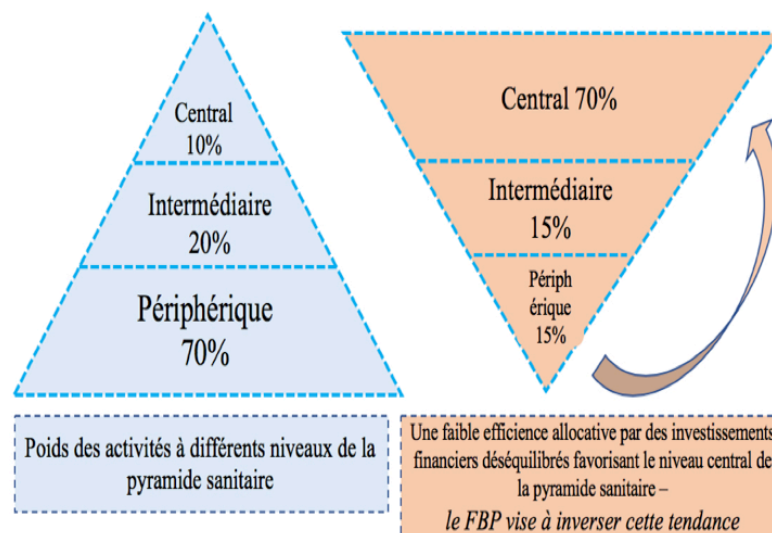 Central
10%
Intermédiaire
20%
Périphérique
70%
Poids des activités à différents niveaux de la
pyramide sanitaire
Central 70%
Intermédiaire
15%
Périph
érique
15%
Une faible efficience allocative par des investissements
financiers déséquilibrés favorisant le niveau central de
la pyramide sanitaire –
le FBP vise à inverser cette tendance